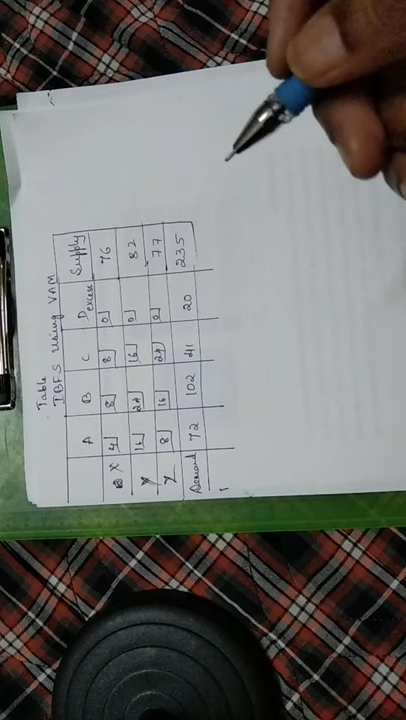 Table
IBFS Using VAM
A B C Dexcess Supply
X 4 8 8 0 76
Y 16 24 16 0 82
Z 8 16 24 0 77
Demand 72 102 41 20 235